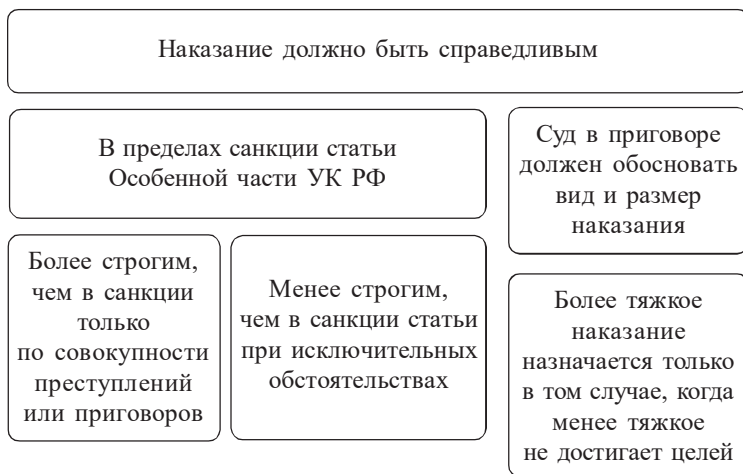 Наказание должно быть справедливым
В пределах санкции статьи
Особенной части УК РФ
Суд в приговоре
должен обосновать
вид и размер
наказания
Более строгим,
чем в санкции
только
по совокупности
преступлений
или приговоров
Менее строгим,
чем в санкции статьи
при исключительных
обстоятельствах
Более тяжкое
наказание
назначается только
в том случае, когда
менее тяжкое
не достигает целей